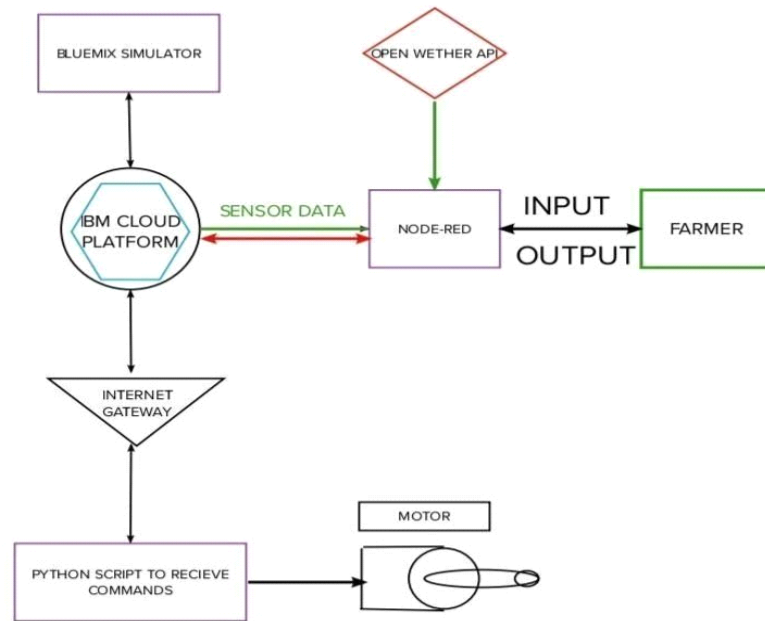 BLUEMIX SIMULATOR
OPEN WETHER API
IBM CLOUD
PLATFORM
SENSOR DATA
NODE-RED
INPUT
OUTPUT
FARMER
INTERNET
GATEWAY
MOTOR
PYTHON SCRIPT TO RECIEVE
COMMANDS